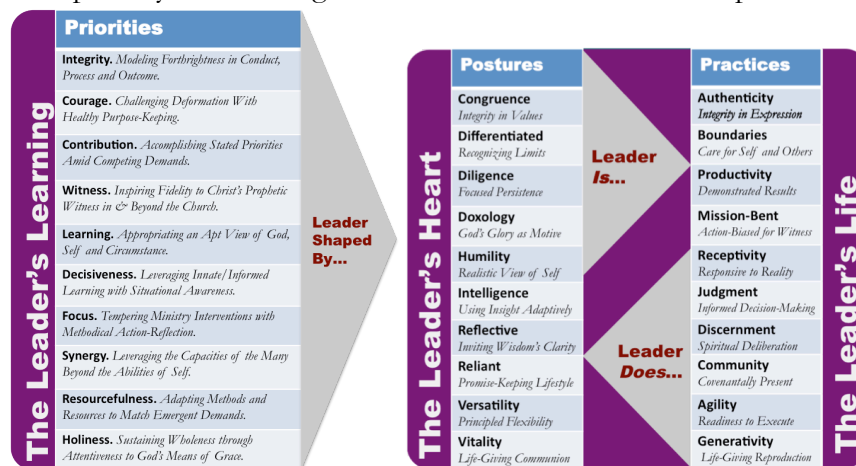 The Leader's Learning
Priorities
Integrity. Modeling Forthrightness in Conduct,
Process and Outcome.
Courage. Challenging Deformation With
Healthy Purpose-Keeping.
Contribution. Accomplishing Stated Priorities
Amid Competing Demands.
Witness. Inspiring Fidelity to Christ's Prophetic
Witness in & Beyond the Church.
Learning. Appropriating an Apt View of God,
Self and Circumstance.
Decisiveness. Leveraging Innate/Informed
Learning with Situational Awareness.
Focus. Tempering Ministry Interventions with
Methodical Action-Reflection.
Synergy. Leveraging the Capacities of the Many
Beyond the Abilities of Self.
Resourcefulness. Adapting Methods and
Resources to Match Emergent Demands.
Holiness. Sustaining Wholeness through
Attentiveness to God's Means of Grace.
Leader
Shaped
By...
The Leader's Heart
Postures
Congruence
Integrity in Values
Differentiated
Recognizing Limits
Diligence
Focused Persistence
Doxology
God's Glory as Motive
Humility
Realistic View of Self
Intelligence
Using Insight Adaptively
Reflective
Inviting Wisdom's Clarity
Reliant
Promise-Keeping Lifestyle
Versatility
Principled Flexibility
Vitality
Life-Giving Communion
Leader
Is...
Leader
Does...
Practices
Authenticity
Integrity in Expression
Boundaries
Care for Self and Others
Productivity
Demonstrated Results
Mission-Bent
Action-Biased for Witness
Receptivity
Responsive to Reality
Judgment
Informed Decision-Making
Discernment
Spiritual Deliberation
Community
Covenantally Present
Agility
Readiness to Execute
Generativity
Life-Giving Reproduction
The Leader's Life